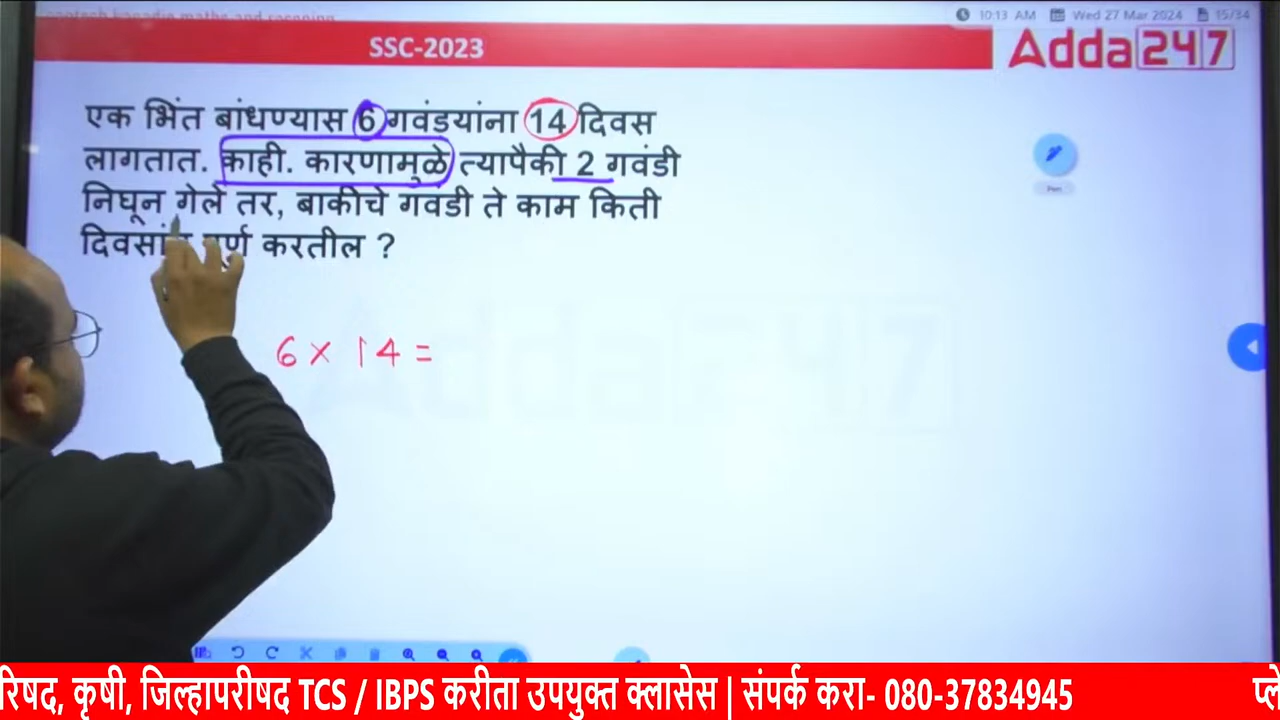 10:13 AM Wed 27 Mar 2024 15/34
SSC-2023
Adda247
एक भिंत बांधण्यास 6 गवंडयांना 14 दिवस
लागतात. काही. कारणामुळे त्यापैकी 2 गवंडी
निघून गेले तर, बाकीचे गवंडी ते काम किती
पूर्ण करतील ?
Pen
6 × 14 =
रिषद, कृषी, जिल्हापरीषद TCS / IBPS करीता उपयुक्त क्लासेस | संपर्क करा- 080-37834945